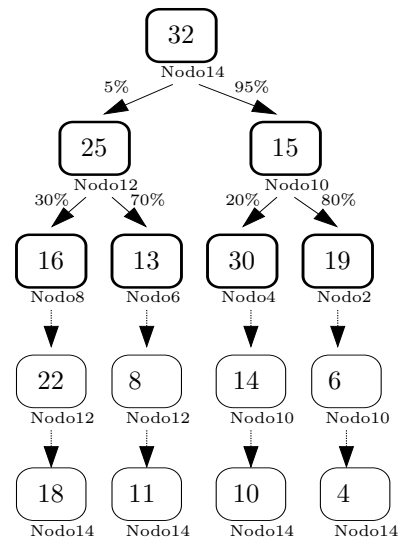 32
Nodo14
5% 95%
25 15
Nodo12 Nodo10
30% 70% 20% 80%
16 13 30 19
Nodo8 Nodo6 Nodo4 Nodo2
22 8 14 6
Nodo12 Nodo12 Nodo10 Nodo10
18 11 10 4
Nodo14 Nodo14 Nodo14 Nodo14